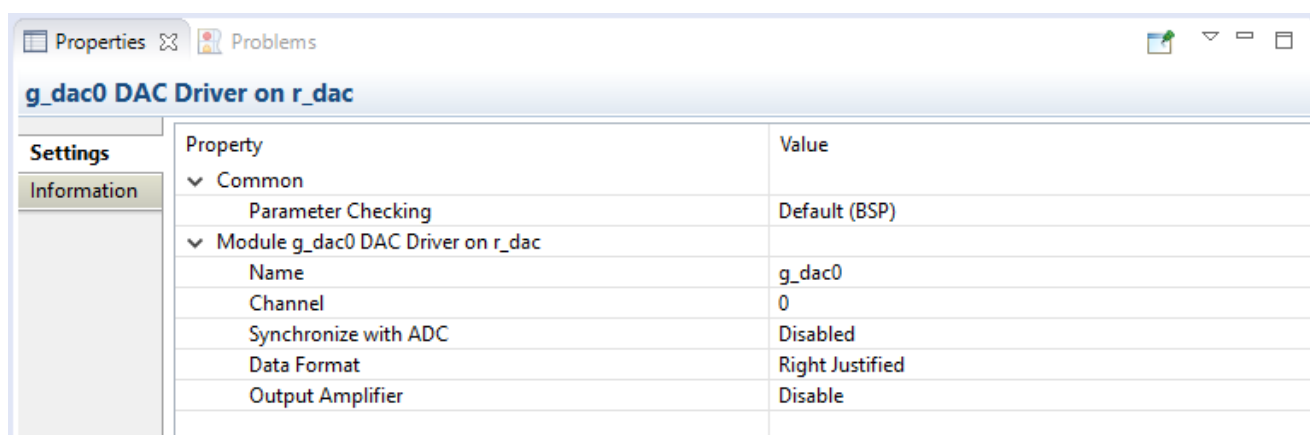 Properties Problems
g_dac0 DAC Driver on r_dac
Settings
Information
Property Value
Common
Parameter Checking Default (BSP)
Module g_dac0 DAC Driver on r_dac
Name g_dac0
Channel 0
Synchronize with ADC Disabled
Data Format Right Justified
Output Amplifier Disable